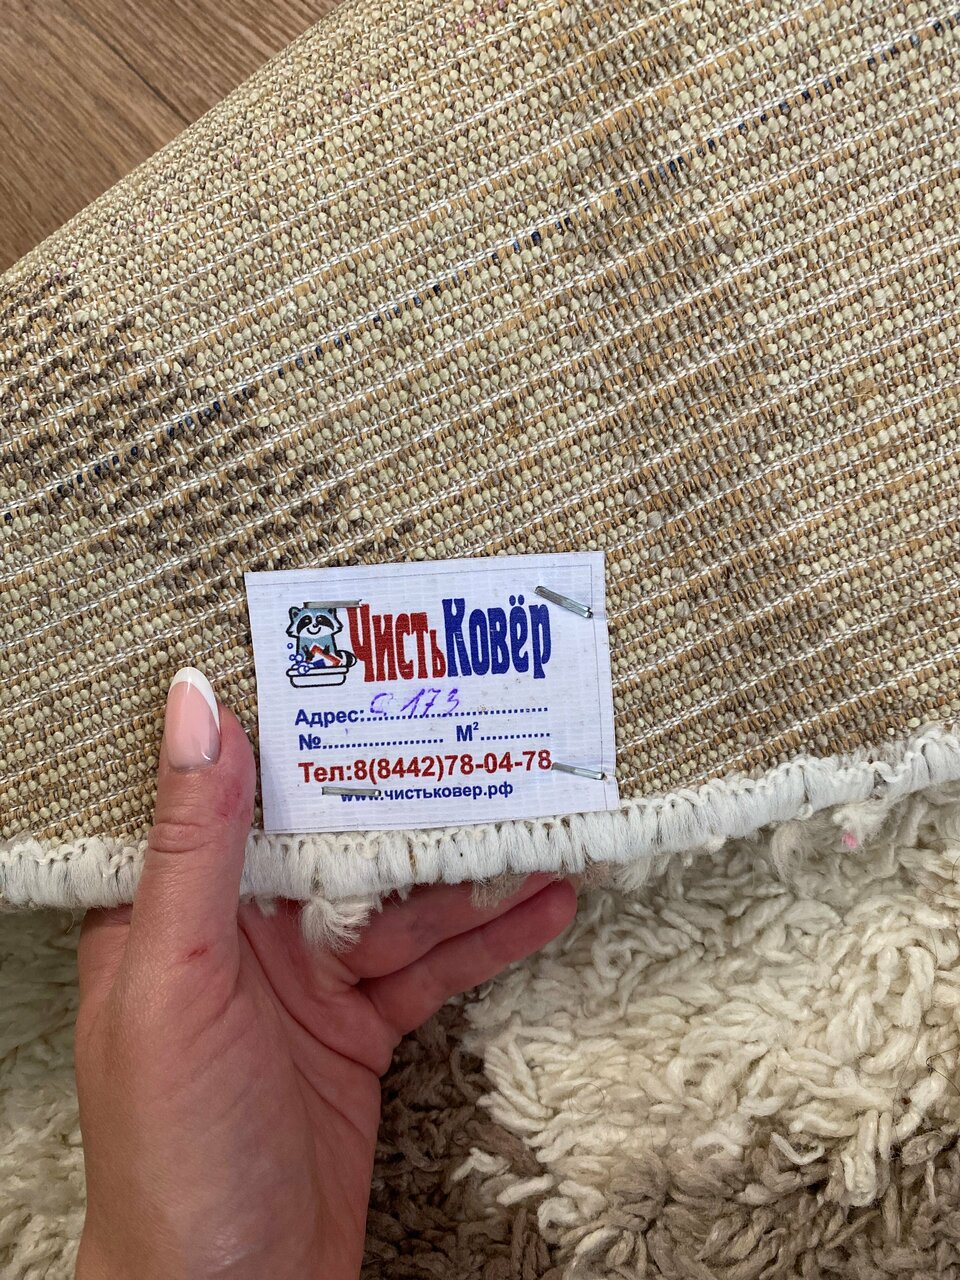 ЧистьКовёр
Адрес:...173...
№..................... М²............
Тел:8(8442)78-04-78
www.чистьковер.рф